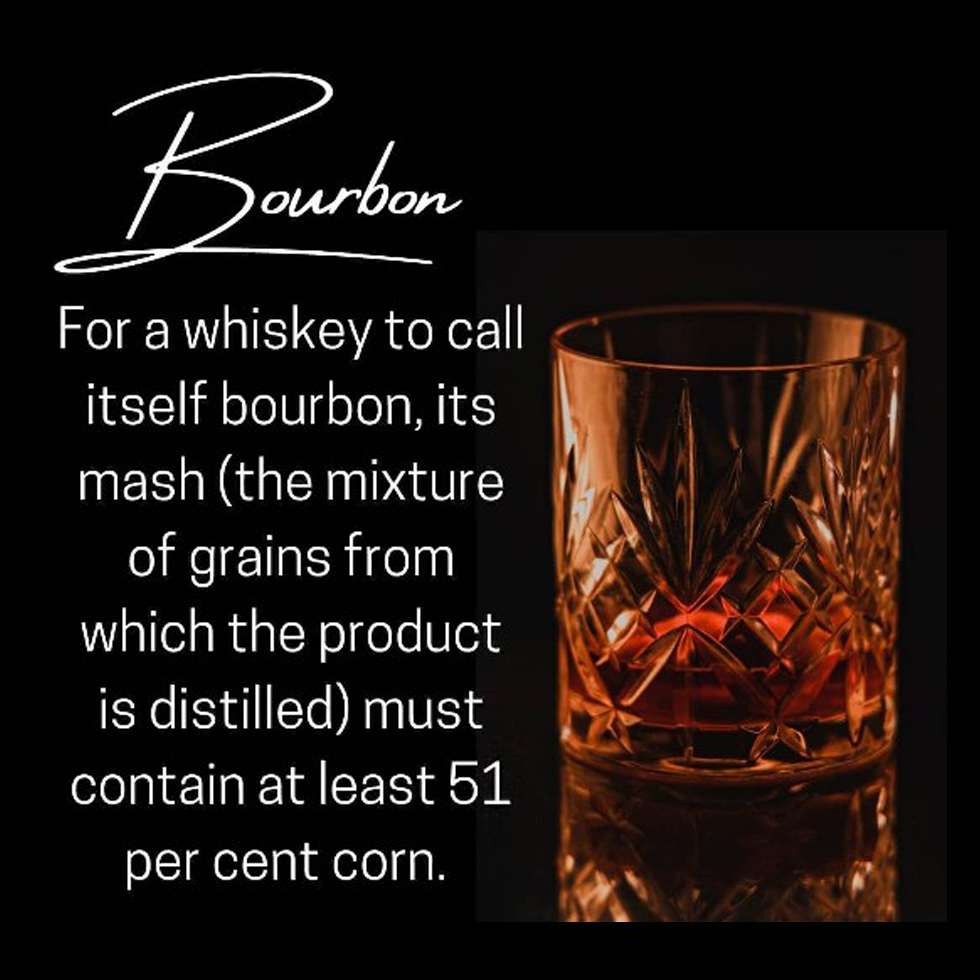 Bourbon
For a whiskey to call
itself bourbon, its
mash (the mixture
of grains from
which the product
is distilled) must
contain at least 51
per cent corn.